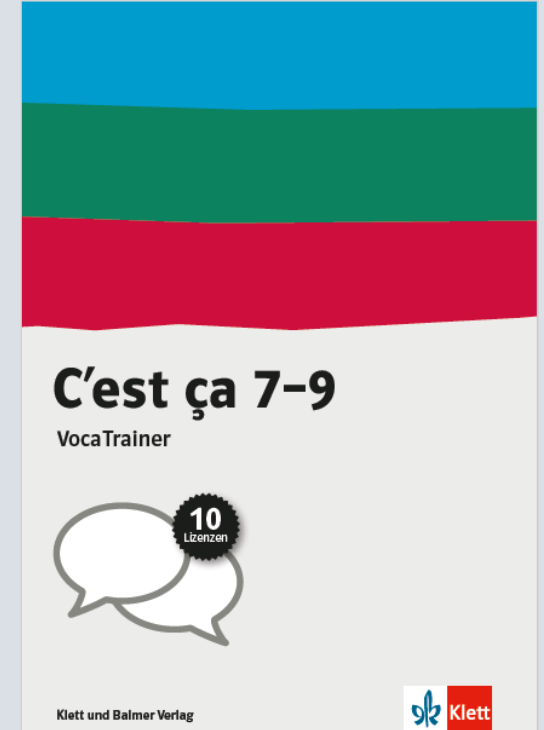 C’est ça 7–9
VocaTrainer
10
Lizenzen
Klett und Balmer Verlag
Klett